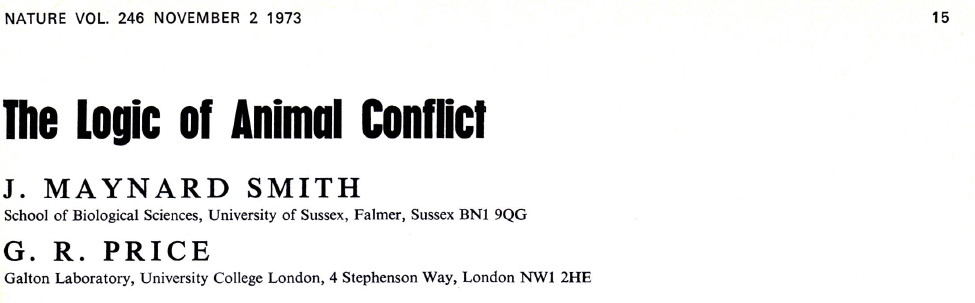 NATURE VOL. 246 NOVEMBER 2 1973 15
The Logic of Animal Conflict
J. MAYNARD SMITH
School of Biological Sciences, University of Sussex, Falmer, Sussex BN1 9QG
G. R. PRICE
Galton Laboratory, University College London, 4 Stephenson Way, London NW1 2HE